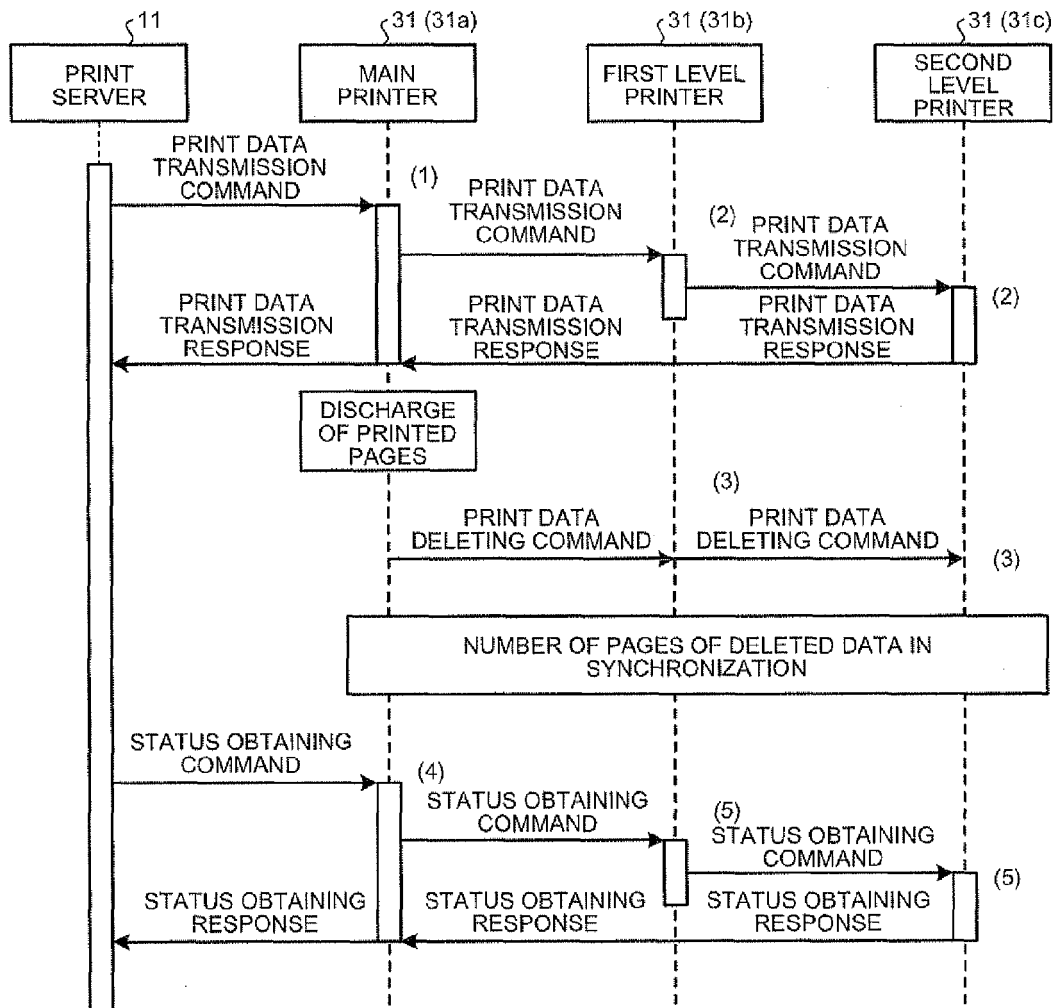 11
31 (31a)
31 (31b)
31 (31c)
PRINT
SERVER
MAIN
PRINTER
FIRST LEVEL
PRINTER
SECOND
LEVEL
PRINTER
PRINT DATA
TRANSMISSION
COMMAND
(1)
PRINT DATA
TRANSMISSION
COMMAND
(2)
PRINT DATA
TRANSMISSION
COMMAND
(2)
PRINT DATA
TRANSMISSION
RESPONSE
PRINT DATA
TRANSMISSION
RESPONSE
PRINT DATA
TRANSMISSION
RESPONSE
DISCHARGE
OF PRINTED
PAGES
(3)
PRINT DATA
DELETING COMMAND
PRINT DATA
DELETING COMMAND
(3)
NUMBER OF PAGES OF DELETED DATA IN
SYNCHRONIZATION
STATUS OBTAINING
COMMAND
(4)
STATUS OBTAINING
COMMAND
(5)
STATUS OBTAINING
COMMAND
(5)
STATUS OBTAINING
RESPONSE
STATUS OBTAINING
RESPONSE
STATUS OBTAINING
RESPONSE